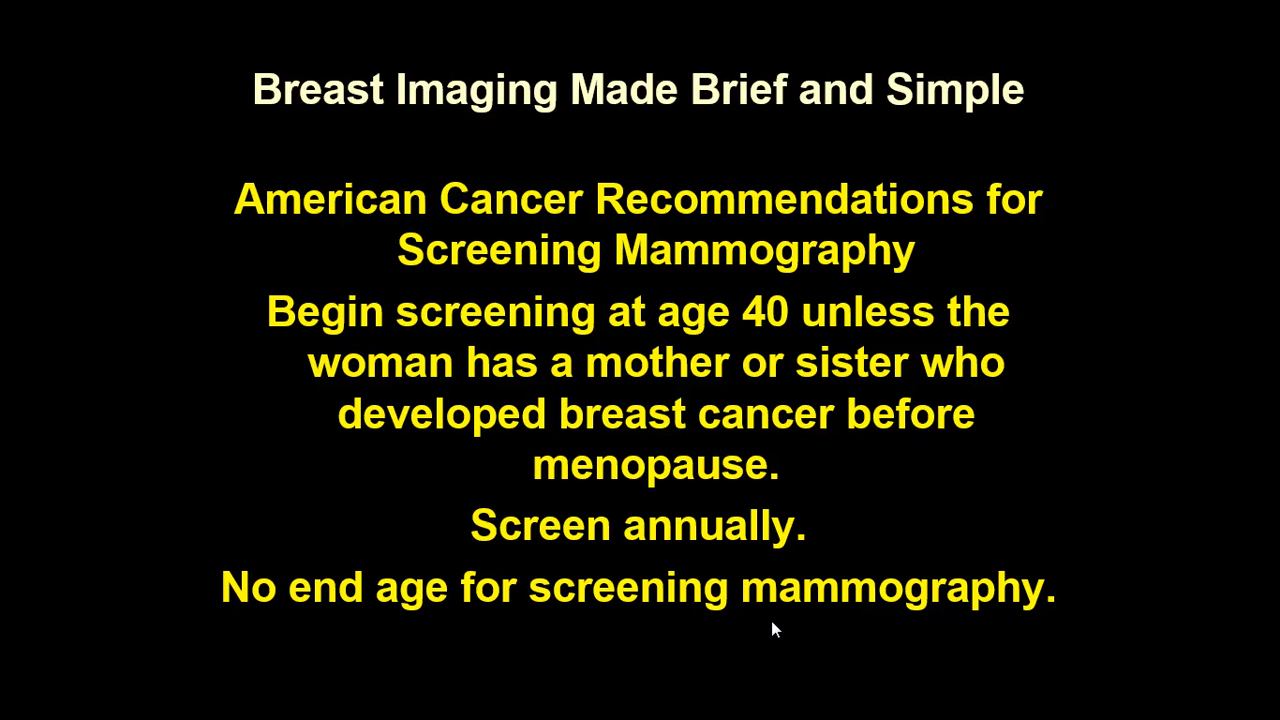 Breast Imaging Made Brief and Simple
American Cancer Recommendations for
Screening Mammography
Begin screening at age 40 unless the
woman has a mother or sister who
developed breast cancer before
menopause.
Screen annually.
No end age for screening mammography.